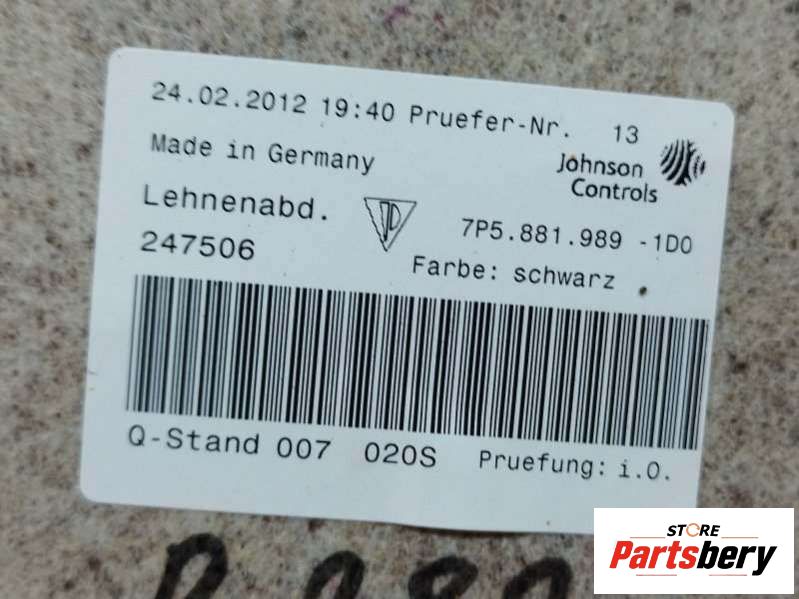 24.02.2012 19:40 Pruefer-Nr. 13
Made in Germany
Johnson
Controls
Lehnenabd.
7P5.881.989 -1D0
247506
Farbe: schwarz
Q-Stand 007 020S Pruefung: i.O.
STORE
Partsbery